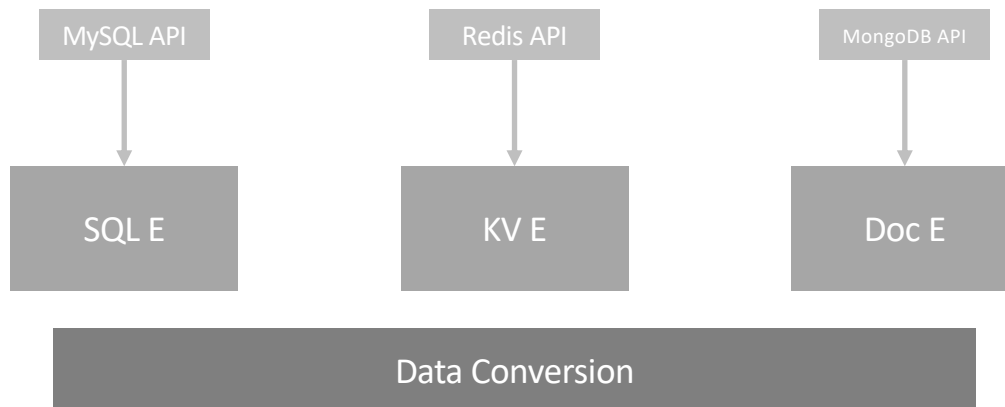 MySQL API
Redis API
MongoDB API
SQL E
KV E
Doc E
Data Conversion